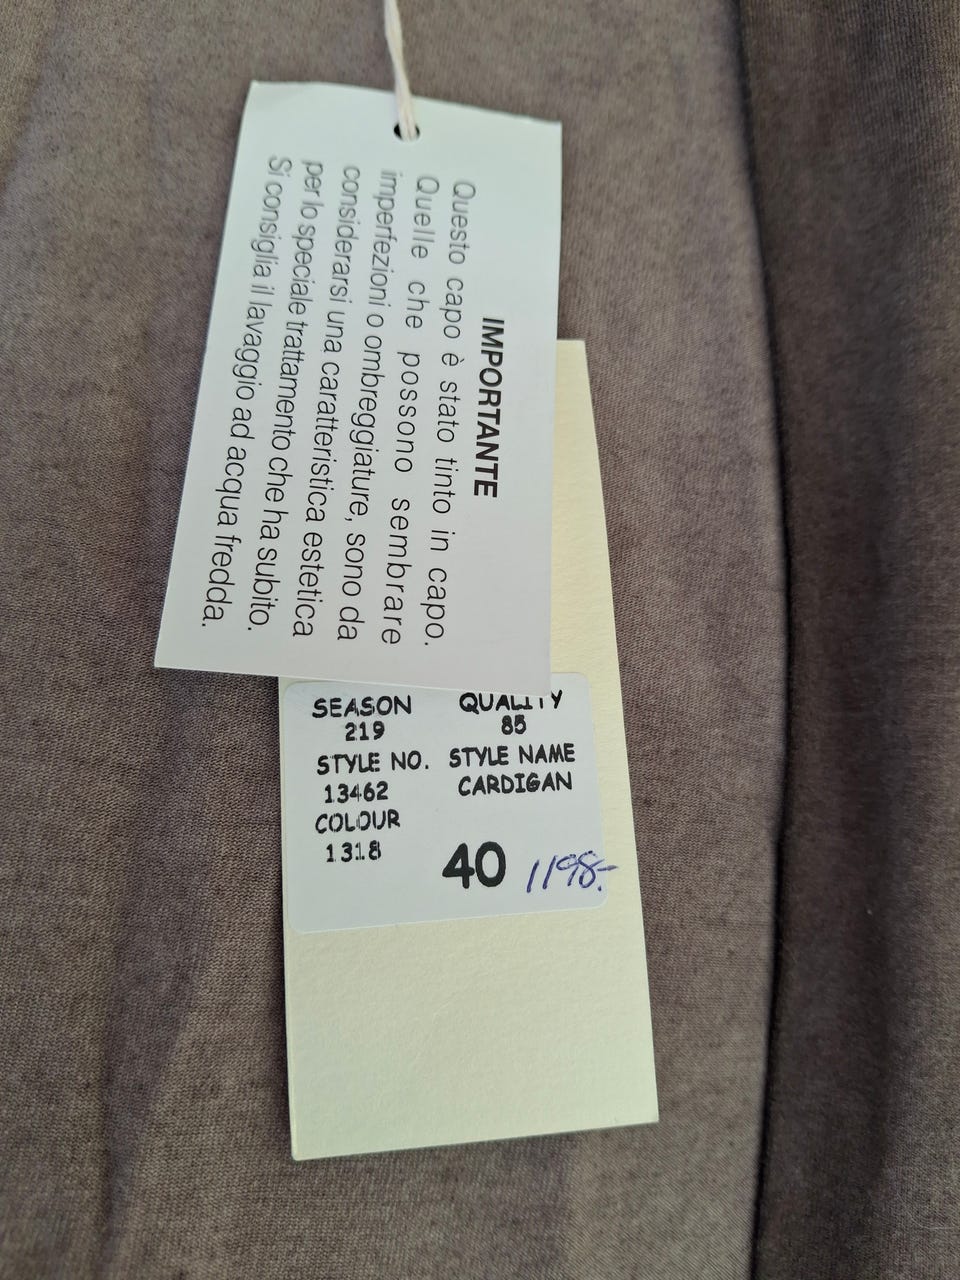 IMPORTANTE
Questo capo è stato tinto in capo.
Quelle che possono sembrare
imperfezioni o ombreggiature, sono da
considerarsi una caratteristica estetica
per lo speciale trattamento che ha subito.
Si consiglia il lavaggio ad acqua fredda.
SEASON QUALITY
219 85
STYLE NO. STYLE NAME
13462 CARDIGAN
COLOUR
1318
40 1198:-